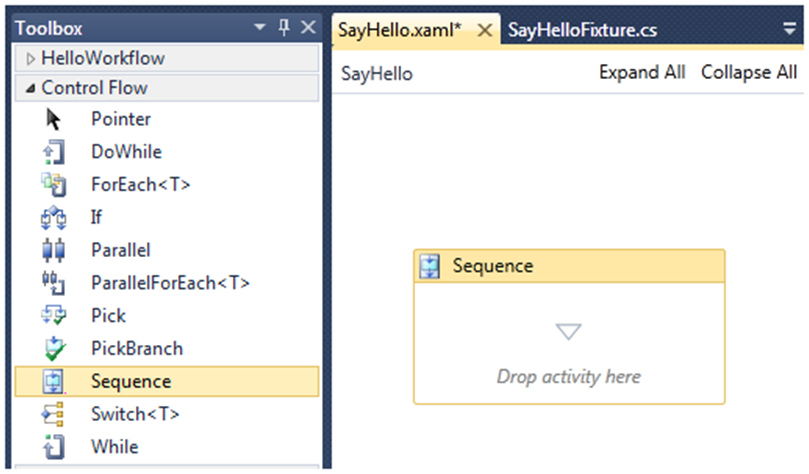 Toolbox
HelloWorkflow
Control Flow
Pointer
DoWhile
ForEach<T>
If
Parallel
ParallelForEach<T>
Pick
PickBranch
Sequence
Switch<T>
While
SayHello.xaml* SayHelloFixture.cs
SayHello Expand All Collapse All
Sequence
Drop activity here